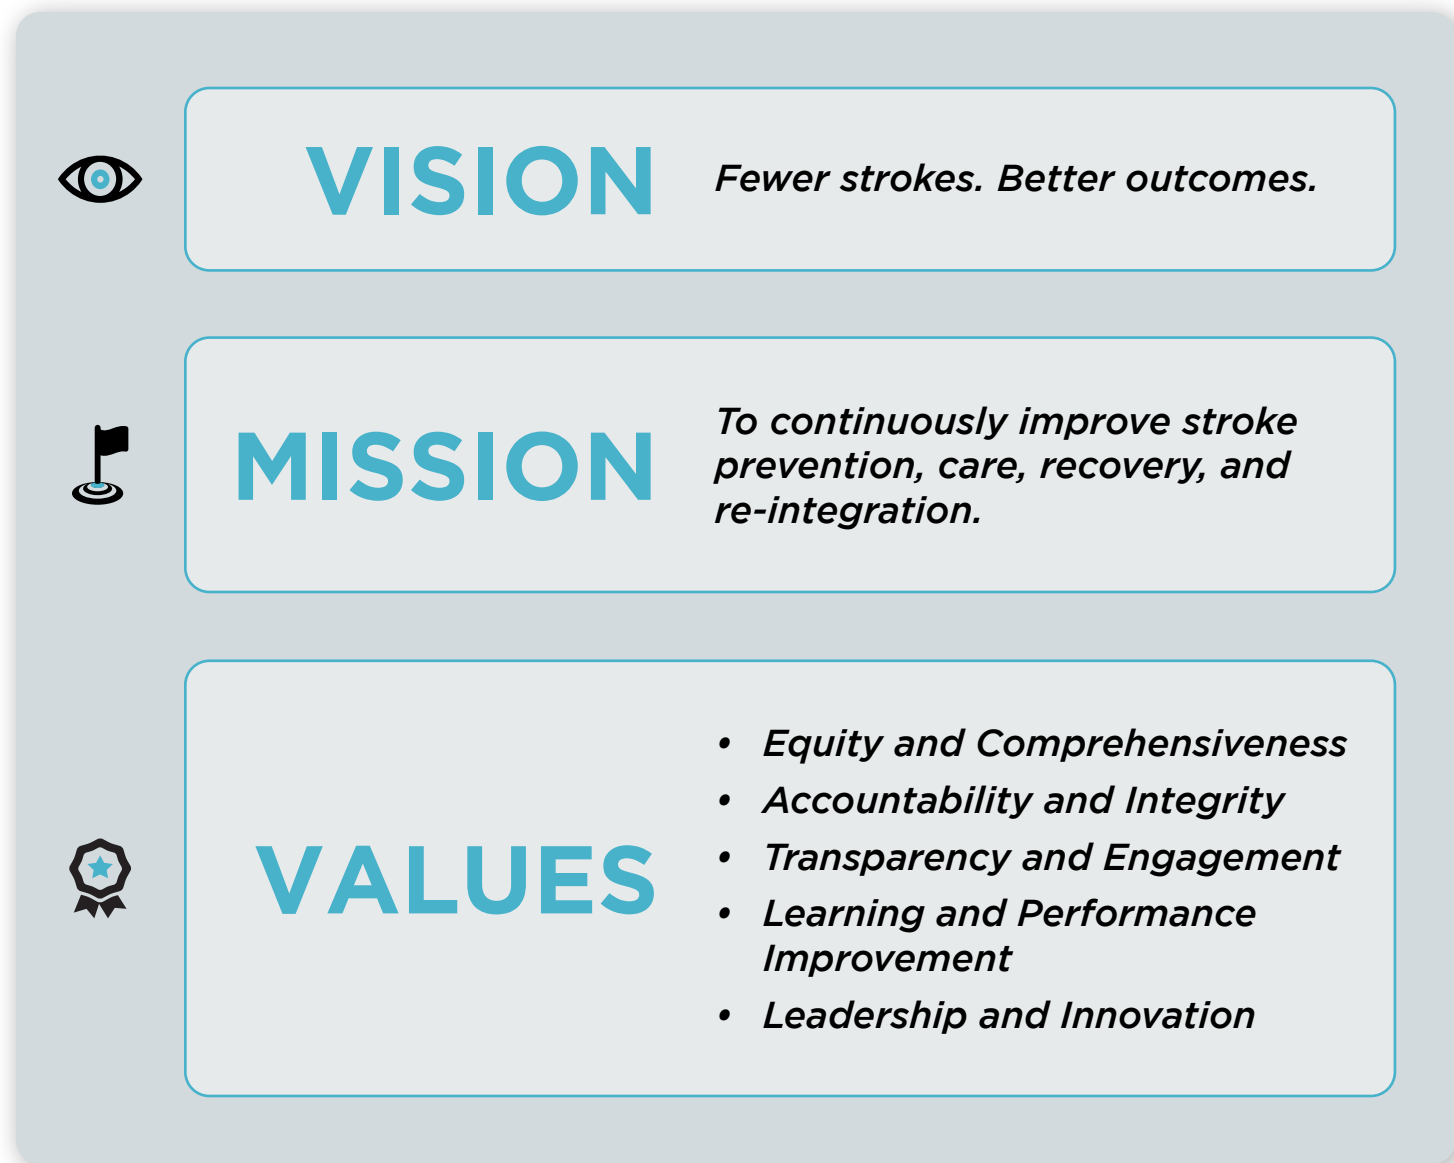 VISION
Fewer strokes. Better outcomes.
MISSION
To continuously improve stroke
prevention, care, recovery, and
re-integration.
VALUES
• Equity and Comprehensiveness
• Accountability and Integrity
• Transparency and Engagement
• Learning and Performance
Improvement
• Leadership and Innovation